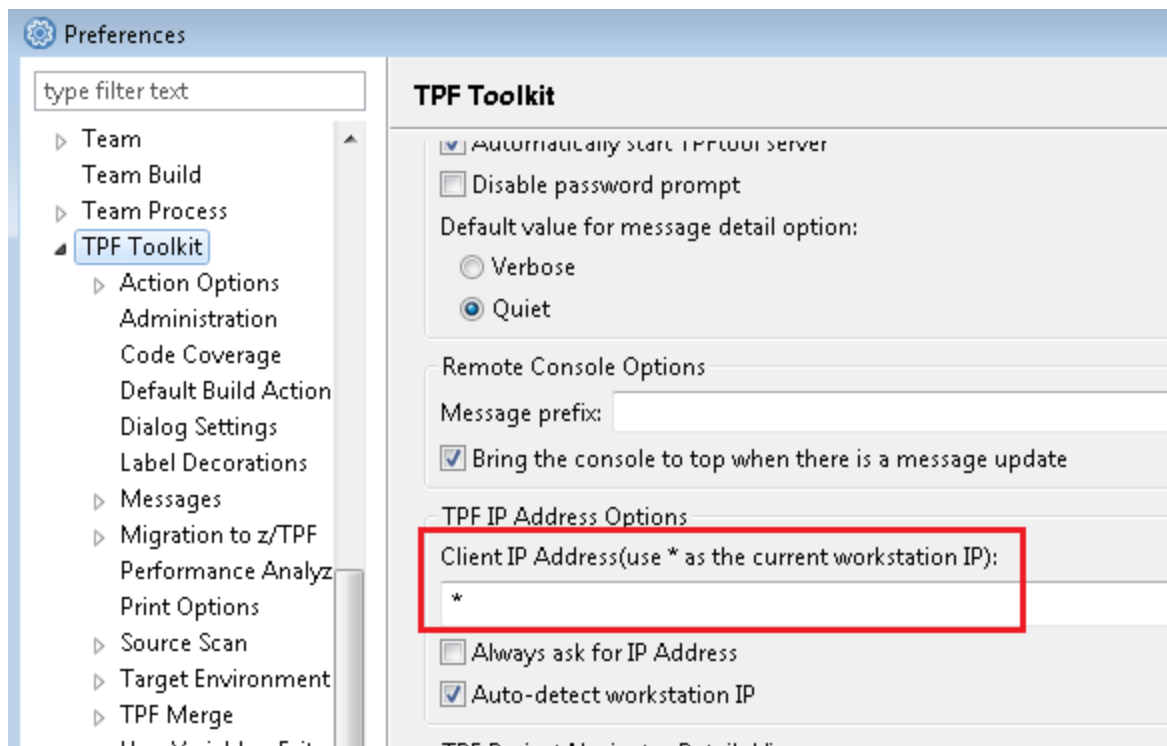 Preferences
type filter text
Team
Team Build
Team Process
TPF Toolkit
Action Options
Administration
Code Coverage
Default Build Action
Dialog Settings
Label Decorations
Messages
Migration to z/TPF
Performance Analyz
Print Options
Source Scan
Target Environment
TPF Merge
TPF Toolkit
Automatically start TPFtool server
Disable password prompt
Default value for message detail option:
Verbose
Quiet
Remote Console Options
Message prefix:
Bring the console to top when there is a message update
TPF IP Address Options
Client IP Address(use * as the current workstation IP):
*
Always ask for IP Address
Auto-detect workstation IP